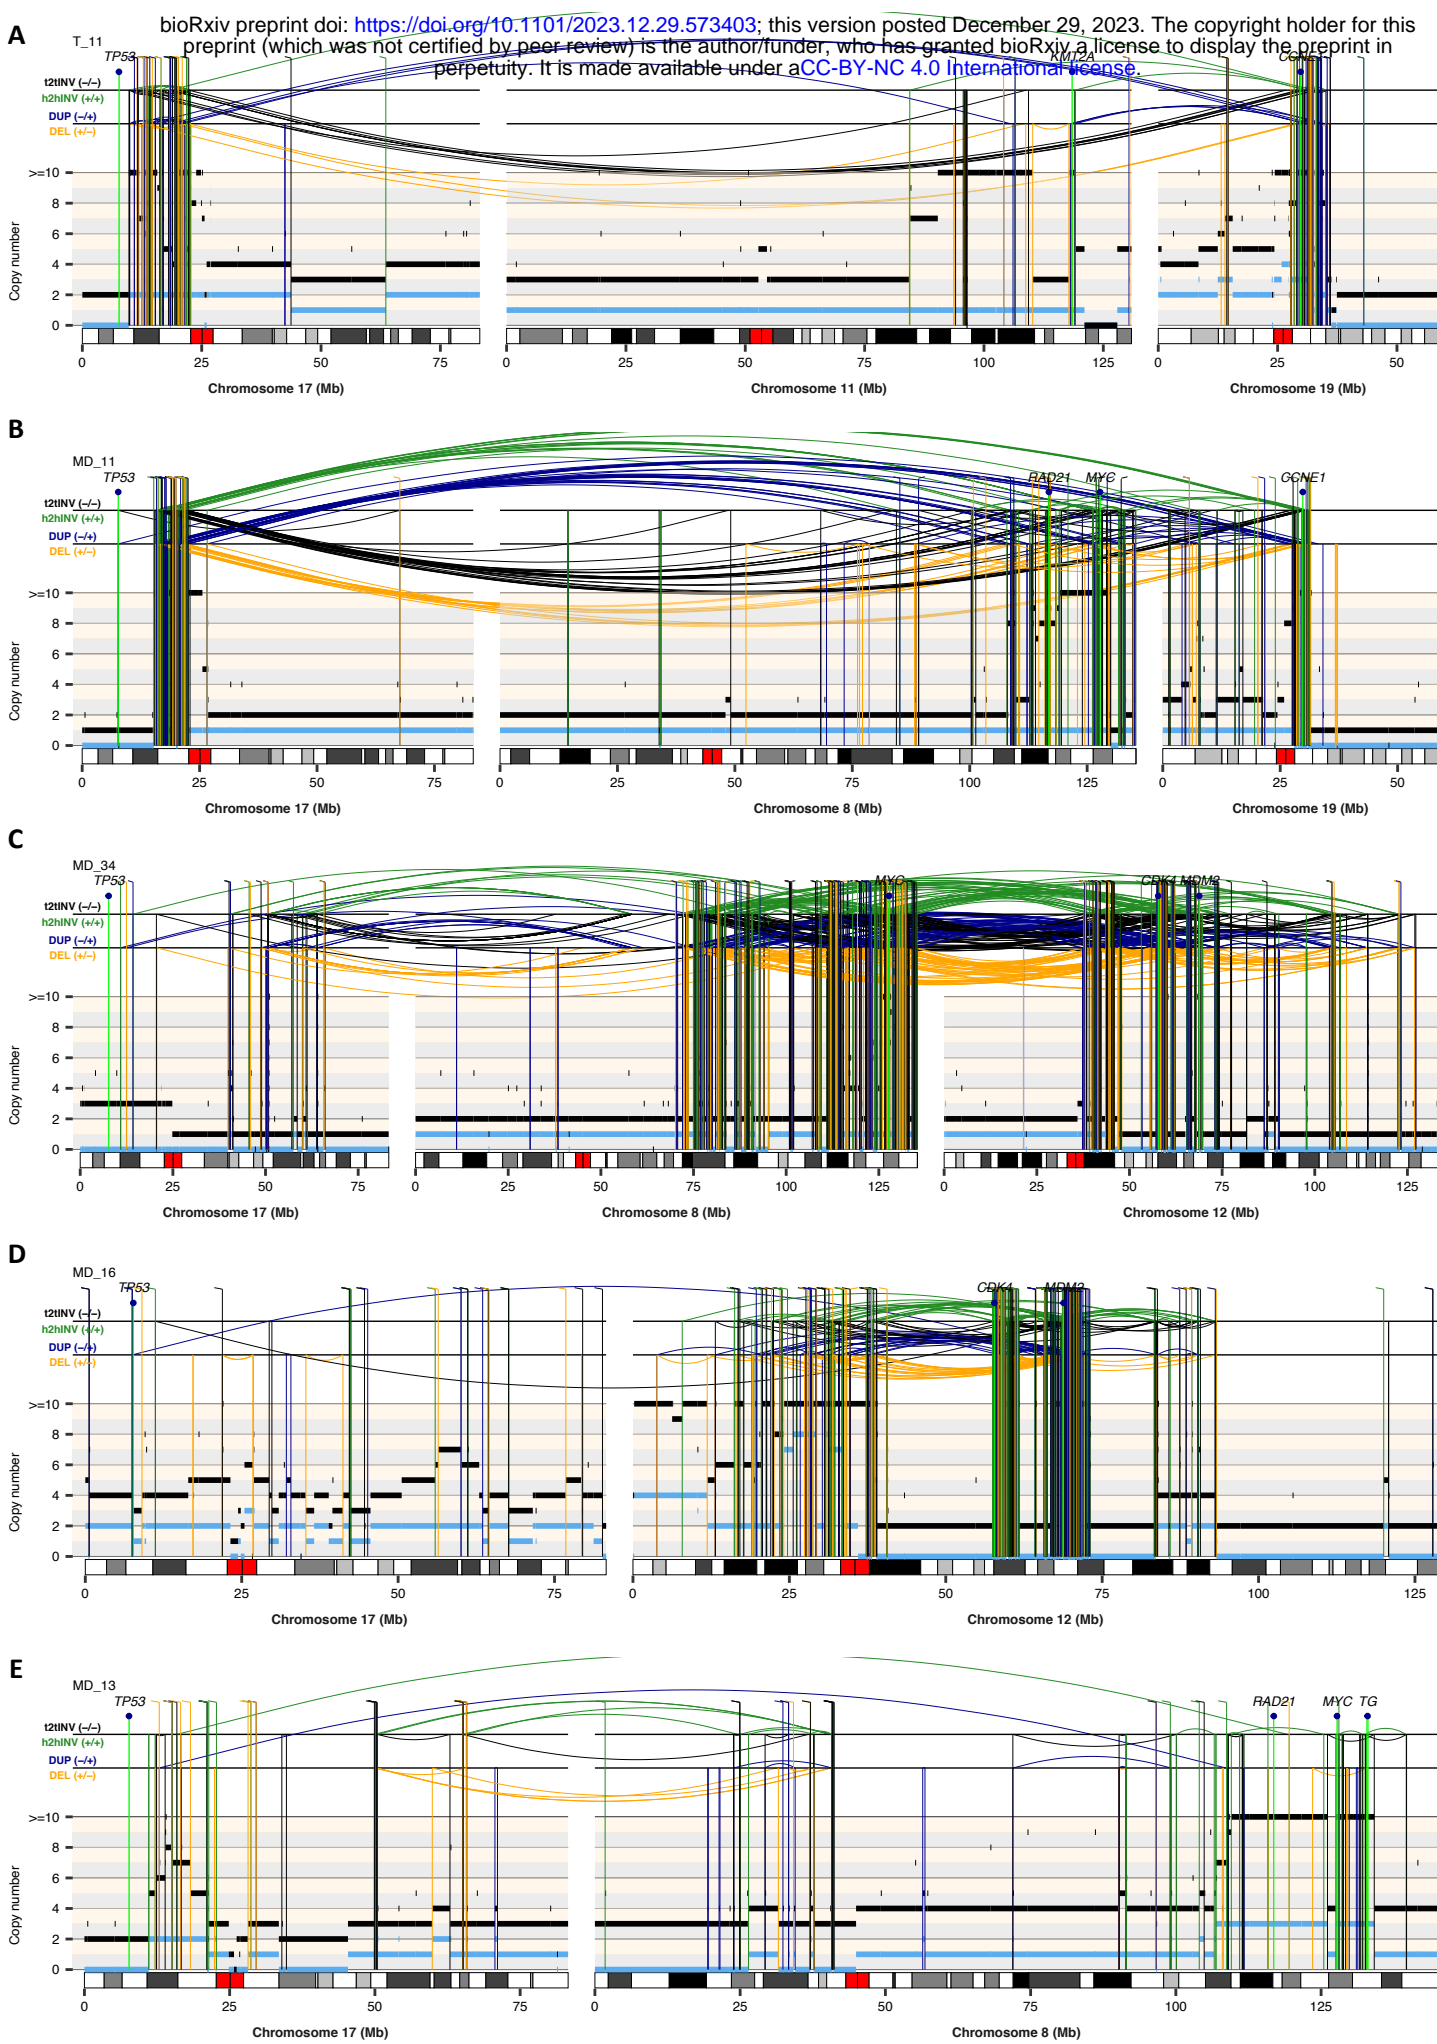 bioRxiv preprint doi: https://doi.org/10.1101/2023.12.29.573403; this version posted December 29, 2023. The copyright holder for this
preprint (which was not certified by peer review) is the author/funder, who has granted bioRxiv a license to display the preprint in
perpetuity. It is made available under aCC-BY-NC 4.0 International license.
A
T_11
TP53 KMT2A CCNE1
t2tINV (−/−)
h2hINV (+/+)
DUP (−/+)
DEL (+/−)
>=10
8
6
4
2
0
Copy number
0 25 50 75 0 25 50 75 100 125 0 25 50
Chromosome 17 (Mb) Chromosome 11 (Mb) Chromosome 19 (Mb)
B
MD_11
TP53 RAD21 MYC CCNE1
t2tINV (−/−)
h2hINV (+/+)
DUP (−/+)
DEL (+/−)
>=10
8
6
4
2
0
Copy number
0 25 50 75 0 25 50 75 100 125 0 25 50
Chromosome 17 (Mb) Chromosome 8 (Mb) Chromosome 19 (Mb)
C
MD_34
TP53 MYC CDK4 MDM2
t2tINV (−/−)
h2hINV (+/+)
DUP (−/+)
DEL (+/−)
>=10
8
6
4
2
0
Copy number
0 25 50 75 0 25 50 75 100 125 0 25 50 75 100 125
Chromosome 17 (Mb) Chromosome 8 (Mb) Chromosome 12 (Mb)
D
MD_16
TP53 CDK4 MDM2
t2tINV (−/−)
h2hINV (+/+)
DUP (−/+)
DEL (+/−)
>=10
8
6
4
2
0
Copy number
0 25 50 75 0 25 50 75 100 125
Chromosome 17 (Mb) Chromosome 12 (Mb)
E
MD_13
TP53 RAD21 MYC TG
t2tINV (−/−)
h2hINV (+/+)
DUP (−/+)
DEL (+/−)
>=10
8
6
4
2
0
Copy number
0 25 50 75 0 25 50 75 100 125
Chromosome 17 (Mb) Chromosome 8 (Mb)